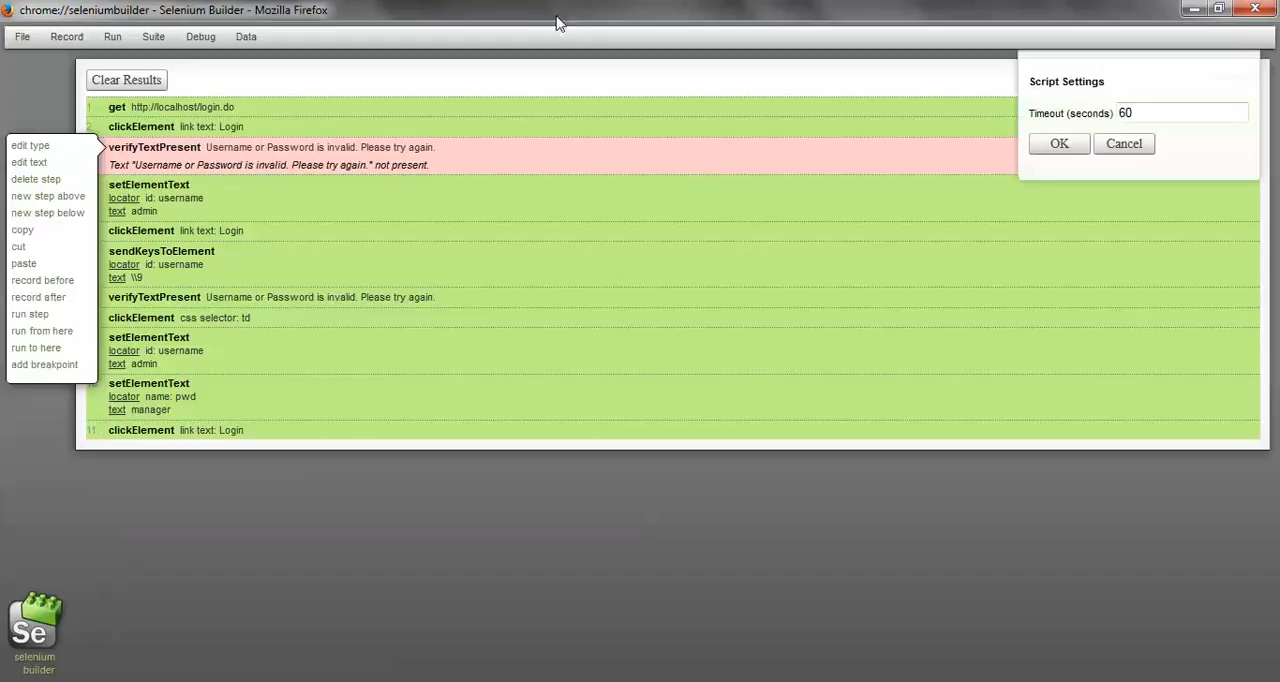 chrome://seleniumbuilder - Selenium Builder - Mozilla Firefox
File Record Run Suite Debug Data
Clear Results
1 get http://localhost/login.do
clickElement link text: Login
verifyTextPresent Username or Password is invalid. Please try again.
Text "Username or Password is invalid. Please try again." not present.
setElementText
locator id: username
text admin
clickElement link text: Login
sendKeysToElement
locator id: username
text \\9
verifyTextPresent Username or Password is invalid. Please try again.
clickElement css selector: td
setElementText
locator id: username
text admin
setElementText
locator name: pwd
text manager
11. clickElement link text: Login
edit type
edit text
delete step
new step above
new step below
copy
cut
paste
record before
record after
run step
run from here
run to here
add breakpoint
Script Settings
Timeout (seconds) 60
OK Cancel
Se
selenium
builder